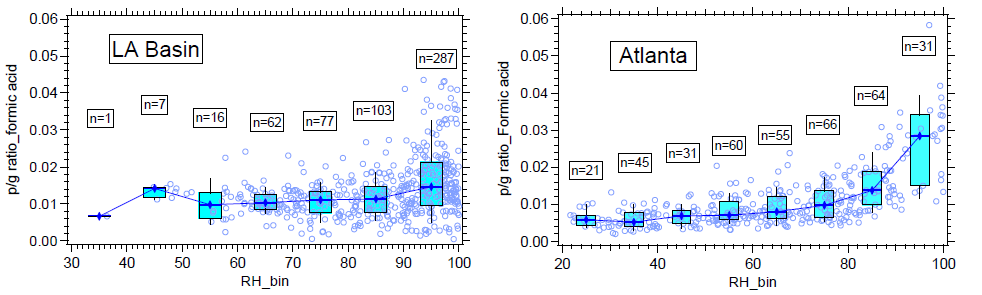 LA Basin
n=1
n=7
n=16
n=62
n=77
n=103
n=287
0.06
0.05
0.04
0.03
0.02
0.01
0.00
p/g ratio_formic acid
30 40 50 60 70 80 90 100
RH_bin
Atlanta
n=21
n=45
n=31
n=60
n=55
n=66
n=64
n=31
0.06
0.05
0.04
0.03
0.02
0.01
0.00
p/g ratio_Formic acid
20 40 60 80 100
RH_bin